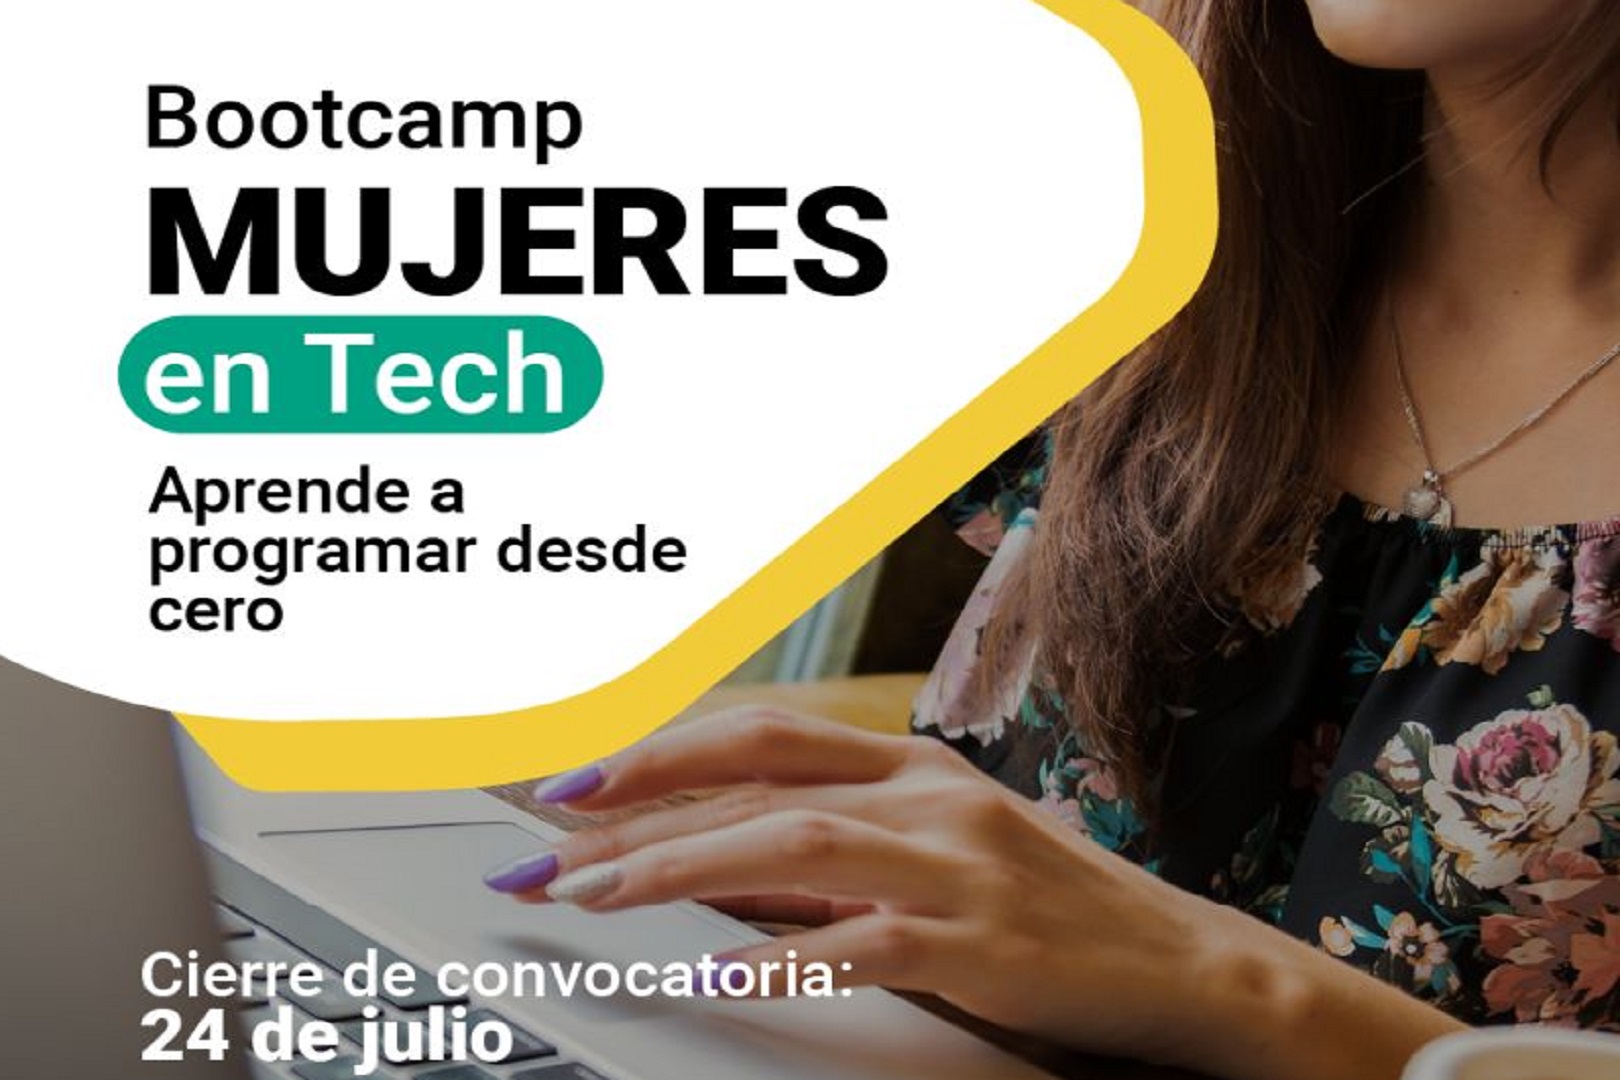 Bootcamp
MUJERES
en Tech
Aprende a
programar desde
cero
Cierre de convocatoria:
24 de julio